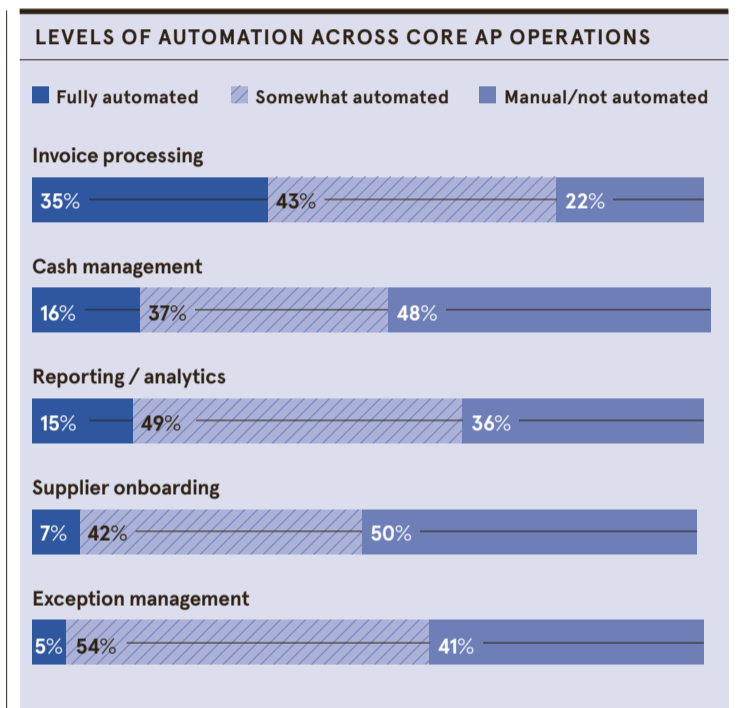 LEVELS OF AUTOMATION ACROSS CORE AP OPERATIONS
Fully automated Somewhat automated Manual/not automated
Invoice processing
35% 43% 22%
Cash management
16% 37% 48%
Reporting / analytics
15% 49% 36%
Supplier onboarding
7% 42% 50%
Exception management
5% 54% 41%